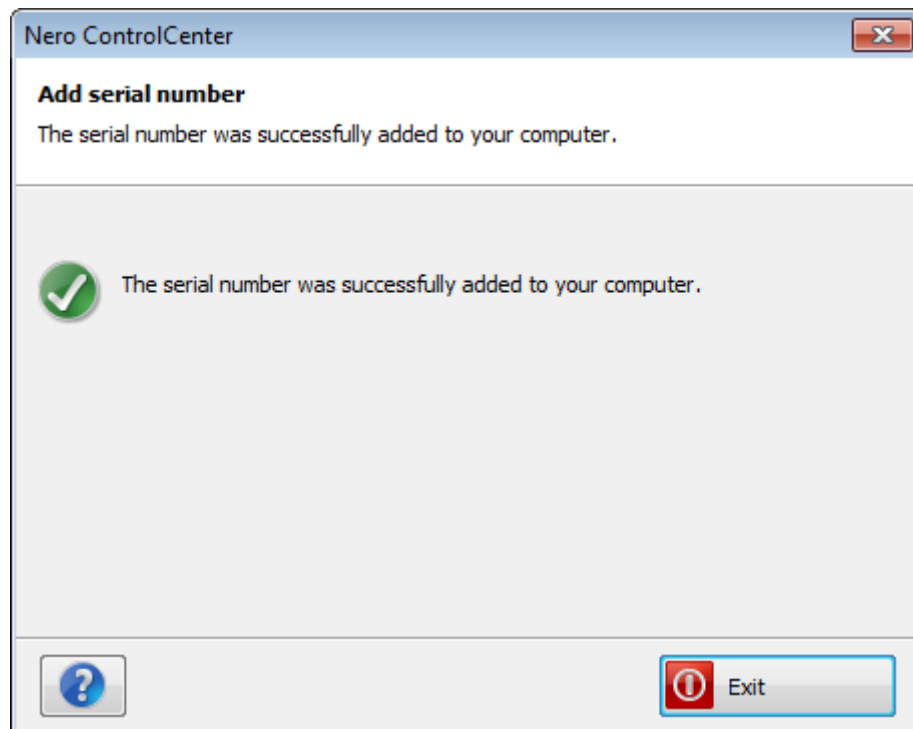 Nero ControlCenter
Add serial number
The serial number was successfully added to your computer.
The serial number was successfully added to your computer.
Exit